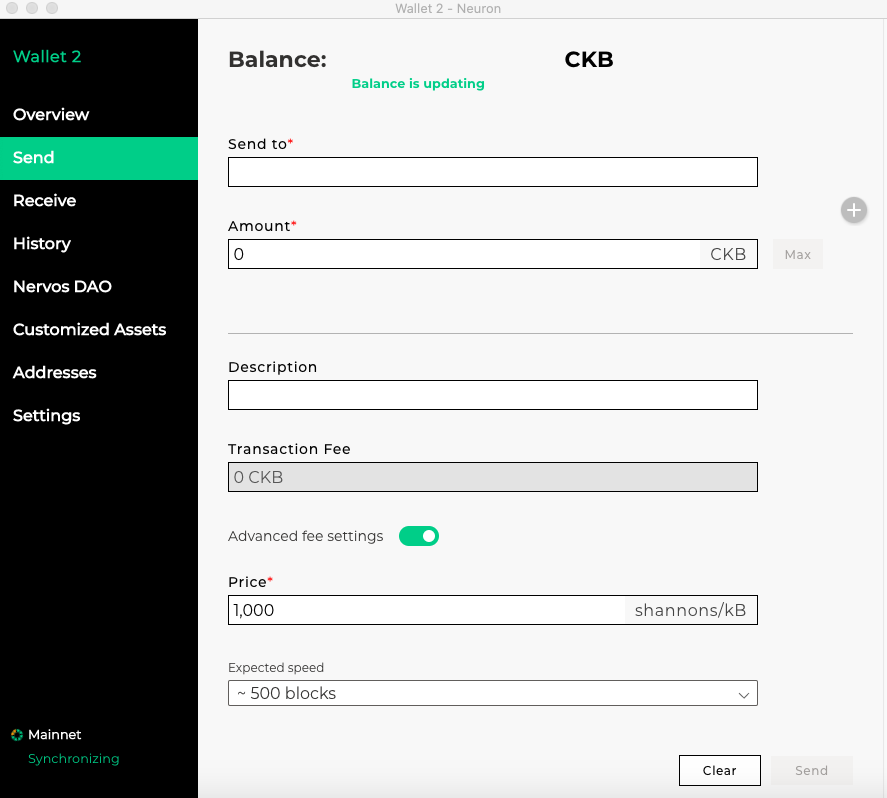 Wallet 2 - Neuron
Wallet 2
Overview
Send
Receive
History
Nervos DAO
Customized Assets
Addresses
Settings
Mainnet
Synchronizing
Balance: CKB
Balance is updating
Send to*
Amount*
0 CKB Max
Description
Transaction Fee
0 CKB
Advanced fee settings
Price*
1,000 shannons/kB
Expected speed
~ 500 blocks
Clear Send